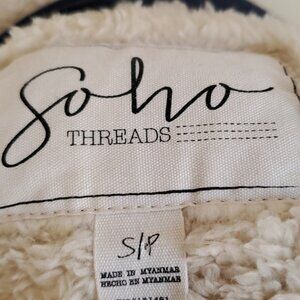 Soho
THREADS
S/P
MADE IN MYANMAR
HECHO EN MYANMAR